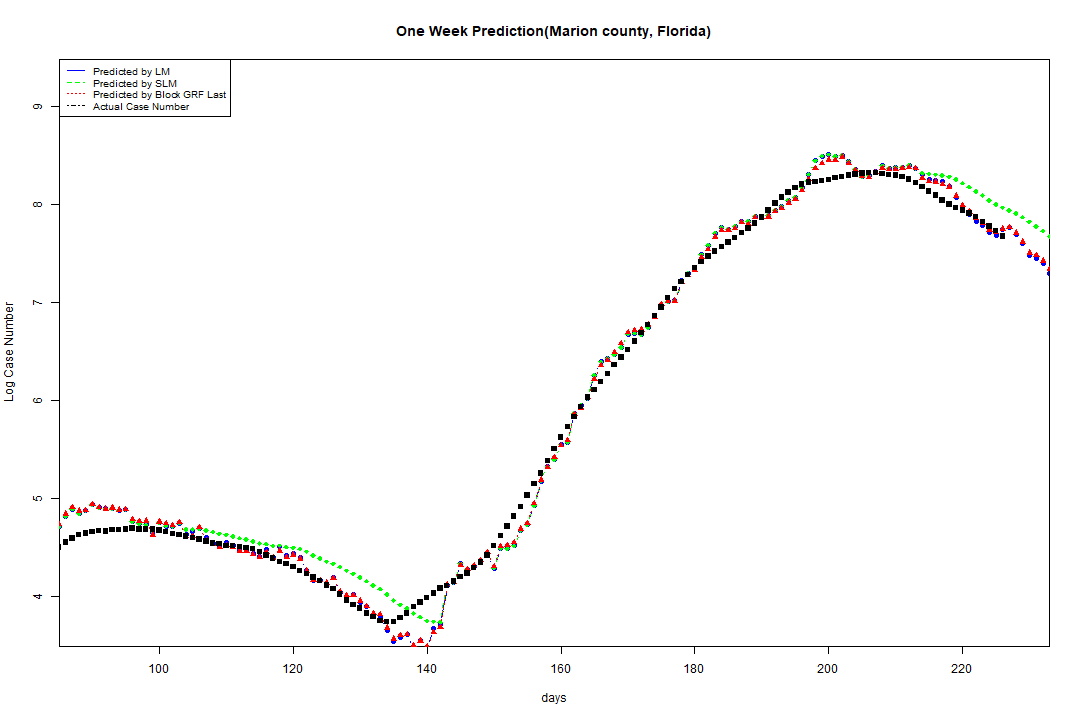 One Week Prediction(Marion county, Florida)
Predicted by LM
Predicted by SLM
Predicted by Block GRF Last
Actual Case Number
9
8
7
6
5
4
Log Case Number
100 120 140 160 180 200 220
days